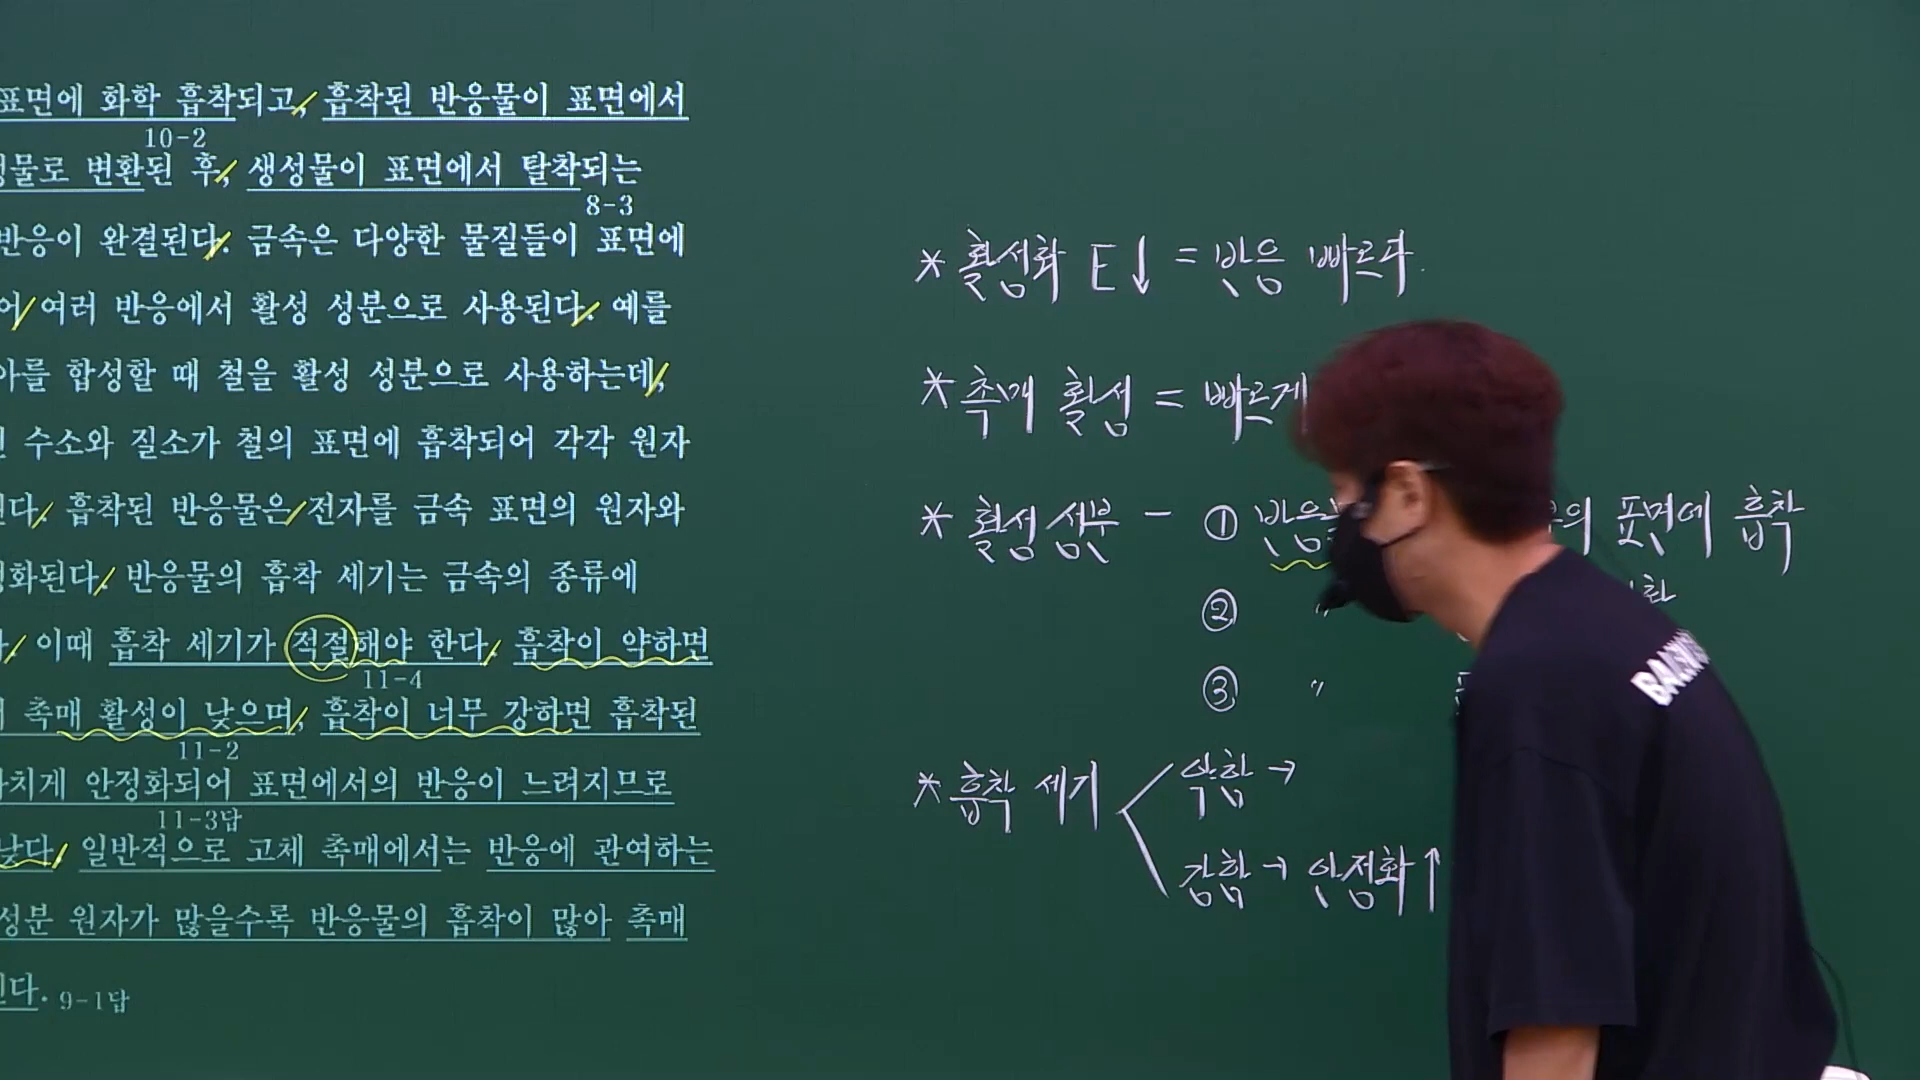 표면에 화학 흡착되고, 흡착된 반응물이 표면에서
10-2
물로 변환된 후, 생성물이 표면에서 탈착되는
8-3
반응이 완결된다. 금속은 다양한 물질들이 표면에
여러 반응에서 활성 성분으로 사용된다. 예를
를 합성할 때 철을 활성 성분으로 사용하는데,
수소와 질소가 철의 표면에 흡착되어 각각 원자
다. 흡착된 반응물은 전자를 금속 표면의 원자와
화된다. 반응물의 흡착 세기는 금속의 종류에
이때 흡착 세기가 적절해야 한다. 흡착이 약하면
11-4
촉매 활성이 낮으며, 흡착이 너무 강하면 흡착된
11-2
치게 안정화되어 표면에서의 반응이 느려지므로
11-3답
낮다. 일반적으로 고체 촉매에서는 반응에 관여하는
성분 원자가 많을수록 반응물의 흡착이 많아 촉매
다. 9-1답
* 활성화 E↓ = 반응 빠르다.
* 촉매 활성 = 빠르게
* 활성 성분 - ① 반응 의 표면에 흡착
② 〃 환
③ 〃
* 흡착 세기 약함 →
강함 → 안정화↑